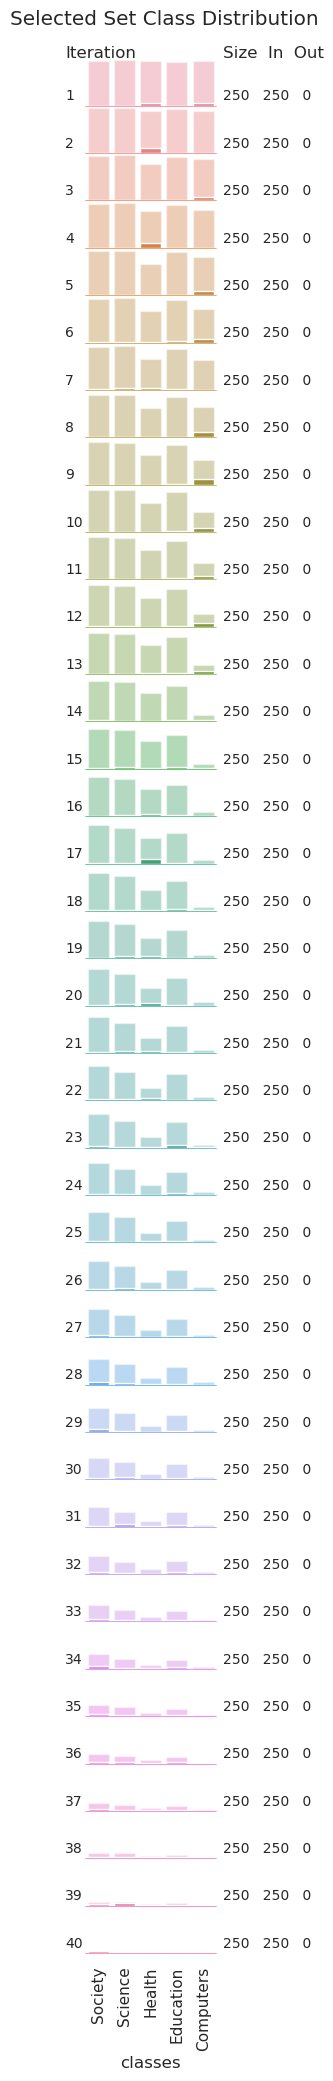 Selected Set Class Distribution
Iteration Size In Out
1 250 250 0
2 250 250 0
3 250 250 0
4 250 250 0
5 250 250 0
6 250 250 0
7 250 250 0
8 250 250 0
9 250 250 0
10 250 250 0
11 250 250 0
12 250 250 0
13 250 250 0
14 250 250 0
15 250 250 0
16 250 250 0
17 250 250 0
18 250 250 0
19 250 250 0
20 250 250 0
21 250 250 0
22 250 250 0
23 250 250 0
24 250 250 0
25 250 250 0
26 250 250 0
27 250 250 0
28 250 250 0
29 250 250 0
30 250 250 0
31 250 250 0
32 250 250 0
33 250 250 0
34 250 250 0
35 250 250 0
36 250 250 0
37 250 250 0
38 250 250 0
39 250 250 0
40 250 250 0
Society
Science
Health
Education
Computers
classes